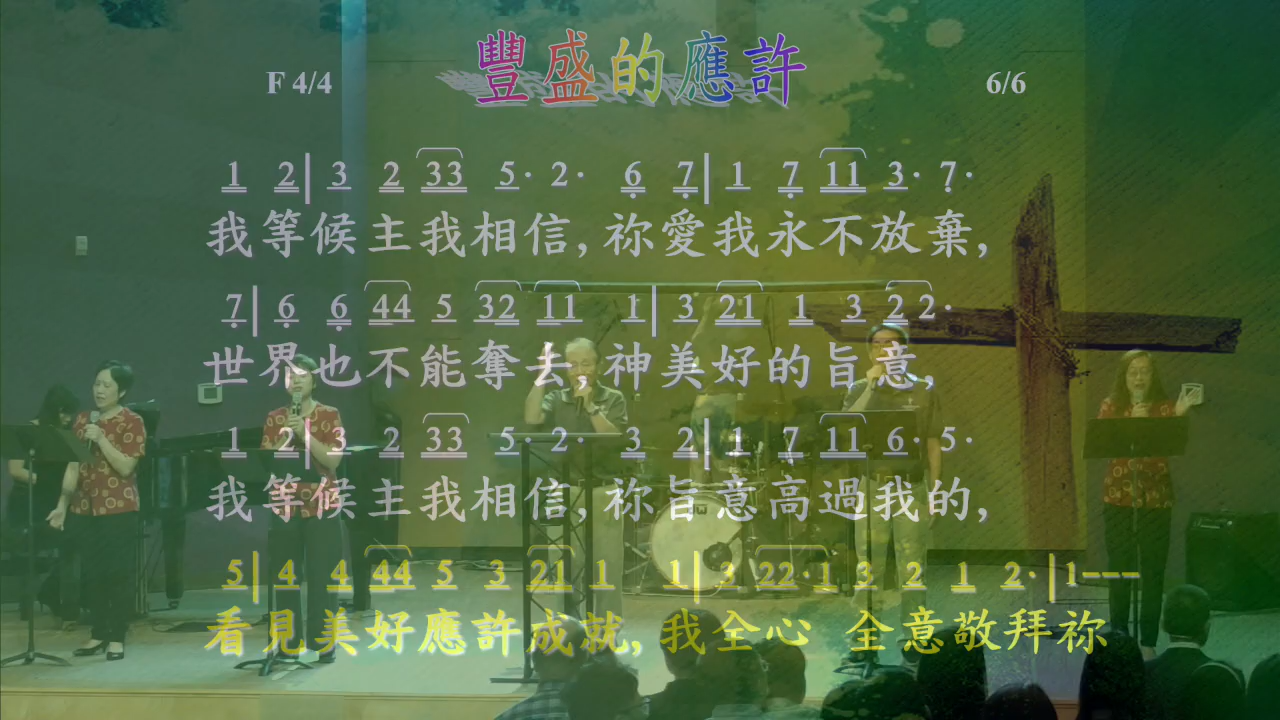 豐盛的應許
F 4/4
6/6
1 2 | 3 2 33 5· 2· 6 7 | 1 7 11 3· 7·
我等候主我相信, 祢愛我永不放棄,
7 | 6 6 44 5 32 11 1 | 3 21 1 3 22·
世界也不能奪去, 神美好的旨意,
1 2 | 3 2 33 5· 2· 3 2 | 1 7 11 6· 5·
我等候主我相信, 祢旨意高過我的,
5 | 4 4 44 5 3 21 1 1 | 3 22·1 3 2 1 2· | 1---
看見美好應許成就, 我全心 全意敬拜祢